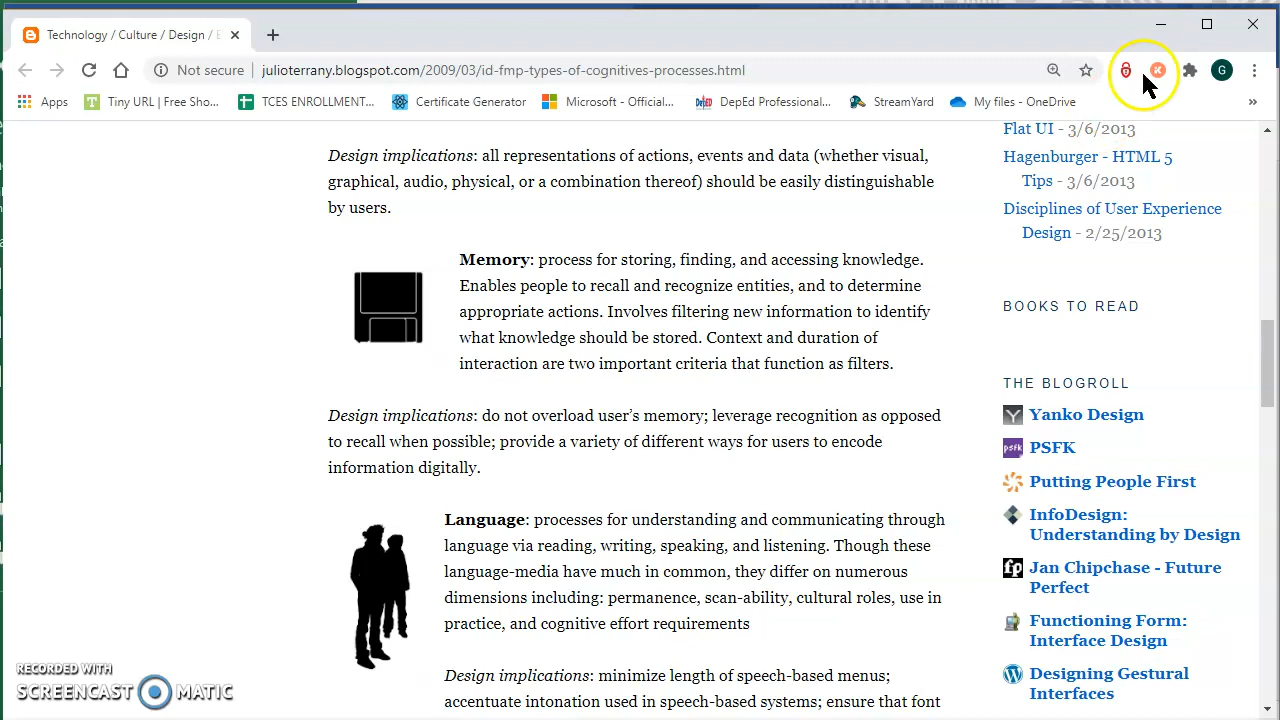 Technology / Culture / Design /
Not secure
julioterrany.blogspot.com/2009/03/id-fmp-types-of-cognitives-processes.html
G
Apps
Tiny URL | Free Sho...
TCES ENROLLMENT...
Certificate Generator
Microsoft - Official...
DepEd Professional...
StreamYard
My files - OneDrive
»
Design implications: all representations of actions, events and data (whether visual,
graphical, audio, physical, or a combination thereof) should be easily distinguishable
by users.
Memory: process for storing, finding, and accessing knowledge.
Enables people to recall and recognize entities, and to determine
appropriate actions. Involves filtering new information to identify
what knowledge should be stored. Context and duration of
interaction are two important criteria that function as filters.
Design implications: do not overload user's memory; leverage recognition as opposed
to recall when possible; provide a variety of different ways for users to encode
information digitally.
Language: processes for understanding and communicating through
language via reading, writing, speaking, and listening. Though these
language-media have much in common, they differ on numerous
dimensions including: permanence, scan-ability, cultural roles, use in
practice, and cognitive effort requirements
Design implications: minimize length of speech-based menus;
accentuate intonation used in speech-based systems; ensure that font
Flat UI - 3/6/2013
Hagenburger - HTML 5
Tips - 3/6/2013
Disciplines of User Experience
Design - 2/25/2013
BOOKS TO READ
THE BLOGROLL
Yanko Design
PSFK
Putting People First
InfoDesign:
Understanding by Design
Jan Chipchase - Future
Perfect
Functioning Form:
Interface Design
Designing Gestural
Interfaces
RECORDED WITH
SCREENCAST MATIC